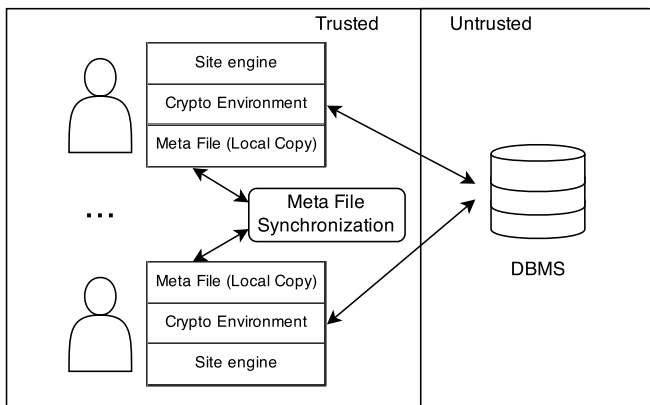 Trusted
Untrusted
Site engine
Crypto Environment
Meta File (Local Copy)
Meta File
Synchronization
...
DBMS
Meta File (Local Copy)
Crypto Environment
Site engine